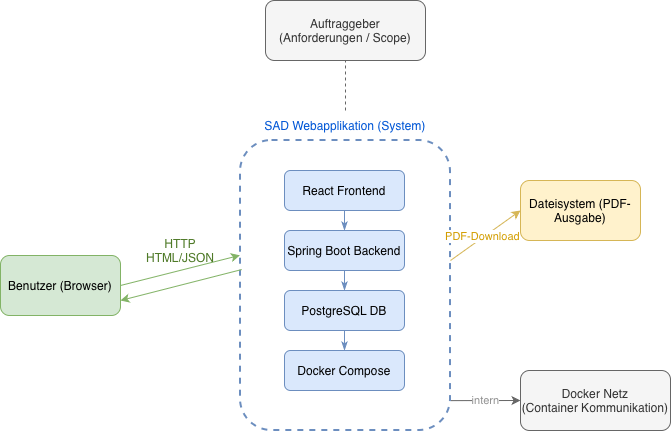 Auftraggeber
(Anforderungen / Scope)
SAD Webapplikation (System)
React Frontend
Dateisystem (PDF-
Ausgabe)
PDF-Download
HTTP
HTML/JSON
Spring Boot Backend
Benutzer (Browser)
PostgreSQL DB
Docker Compose
intern
Docker Netz
(Container Kommunikation)